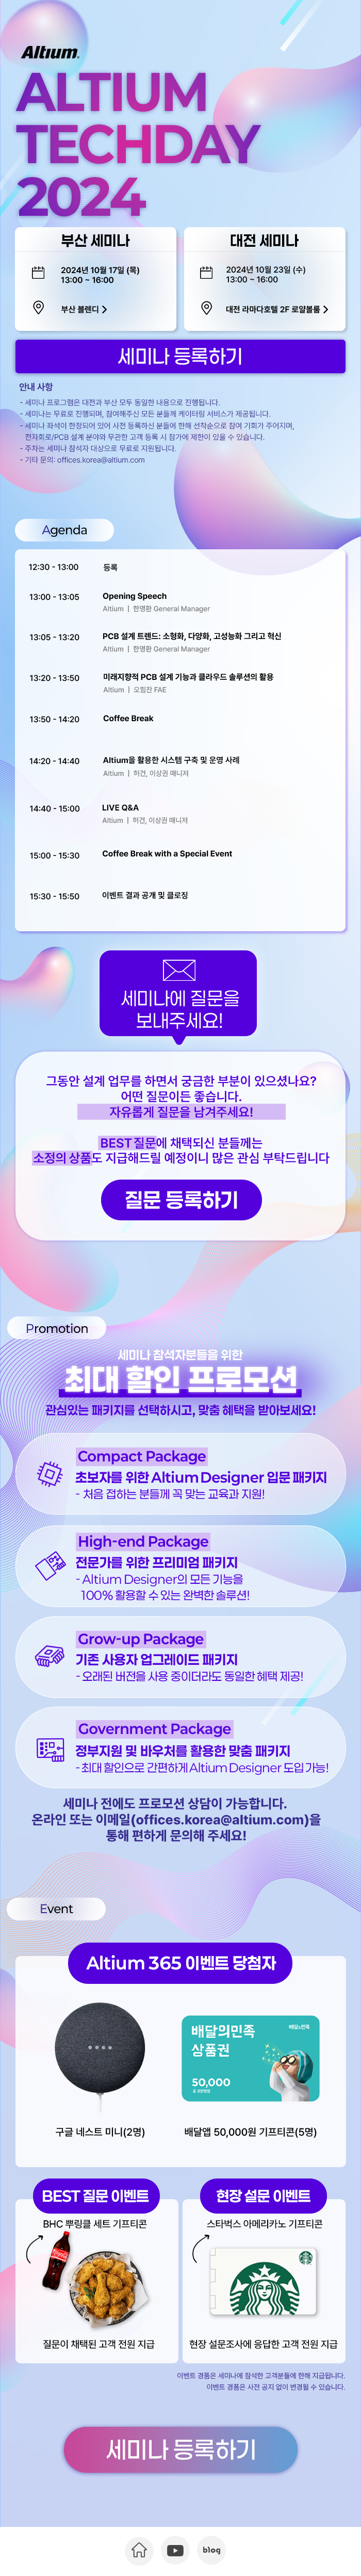 Altıum.
ALTIUM
TECHDAY
2024
부산 세미나
2024년 10월 17일 (목)
13:00 ~ 16:00
부산 볼렌디 >
대전 세미나
2024년 10월 23일 (수)
13:00 ~ 16:00
대전 라마다호텔 2F 로얄볼룸 >
세미나 등록하기
안내 사항
- 세미나 프로그램은 대전과 부산 모두 동일한 내용으로 진행됩니다.
- 세미나는 무료로 진행되며, 참여해주신 모든 분들께 케이터링 서비스가 제공됩니다.
- 세미나 좌석이 한정되어 있어 사전 등록하신 분들에 한해 선착순으로 참여 기회가 주어지며,
전자회로/PCB 설계 분야와 무관한 고객 등록 시 참가에 제한이 있을 수 있습니다.
- 주차는 세미나 참석자 대상으로 무료로 지원됩니다.
- 기타 문의: offices.korea@altium.com
Agenda
12:30 - 13:00 등록
13:00 - 13:05 Opening Speech
Altium | 한명환 General Manager
13:05 - 13:20 PCB 설계 트렌드: 소형화, 다양화, 고성능화 그리고 혁신
Altium | 한명환 General Manager
13:20 - 13:50 미래지향적 PCB 설계 기능과 클라우드 솔루션의 활용
Altium | 오힘찬 FAE
13:50 - 14:20 Coffee Break
14:20 - 14:40 Altium을 활용한 시스템 구축 및 운영 사례
Altium | 허건, 이상권 매니져
14:40 - 15:00 LIVE Q&A
Altium | 허건, 이상권 매니져
15:00 - 15:30 Coffee Break with a Special Event
15:30 - 15:50 이벤트 결과 공개 및 클로징
세미나에 질문을
보내주세요!
그동안 설계 업무를 하면서 궁금한 부분이 있으셨나요?
어떤 질문이든 좋습니다.
자유롭게 질문을 남겨주세요!
BEST 질문에 채택되신 분들께는
소정의 상품도 지급해드릴 예정이니 많은 관심 부탁드립니다
질문 등록하기
Promotion
세미나 참석자분들을 위한
최대 할인 프로모션
관심있는 패키지를 선택하시고, 맞춤 혜택을 받아보세요!
Compact Package
초보자를 위한 Altium Designer 입문 패키지
- 처음 접하는 분들께 꼭 맞는 교육과 지원!
High-end Package
전문가를 위한 프리미엄 패키지
- Altium Designer의 모든 기능을
100% 활용할 수 있는 완벽한 솔루션!
Grow-up Package
기존 사용자 업그레이드 패키지
- 오래된 버전을 사용 중이더라도 동일한 혜택 제공!
Government Package
정부지원 및 바우처를 활용한 맞춤 패키지
- 최대 할인으로 간편하게 Altium Designer 도입 가능!
세미나 전에도 프로모션 상담이 가능합니다.
온라인 또는 이메일(offices.korea@altium.com)을
통해 편하게 문의해 주세요!
Event
Altium 365 이벤트 당첨자
배달의민족
상품권
배달의민족
50,000
구글 네스트 미니(2명)
배달앱 50,000원 기프티콘(5명)
BEST 질문 이벤트
BHC 뿌링클 세트 기프티콘
질문이 채택된 고객 전원 지급
현장 설문 이벤트
스타벅스 아메리카노 기프티콘
현장 설문조사에 응답한 고객 전원 지급
이벤트 경품은 세미나에 참석한 고객분들에 한해 지급됩니다.
이벤트 경품은 사전 공지 없이 변경될 수 있습니다.
세미나 등록하기
blog